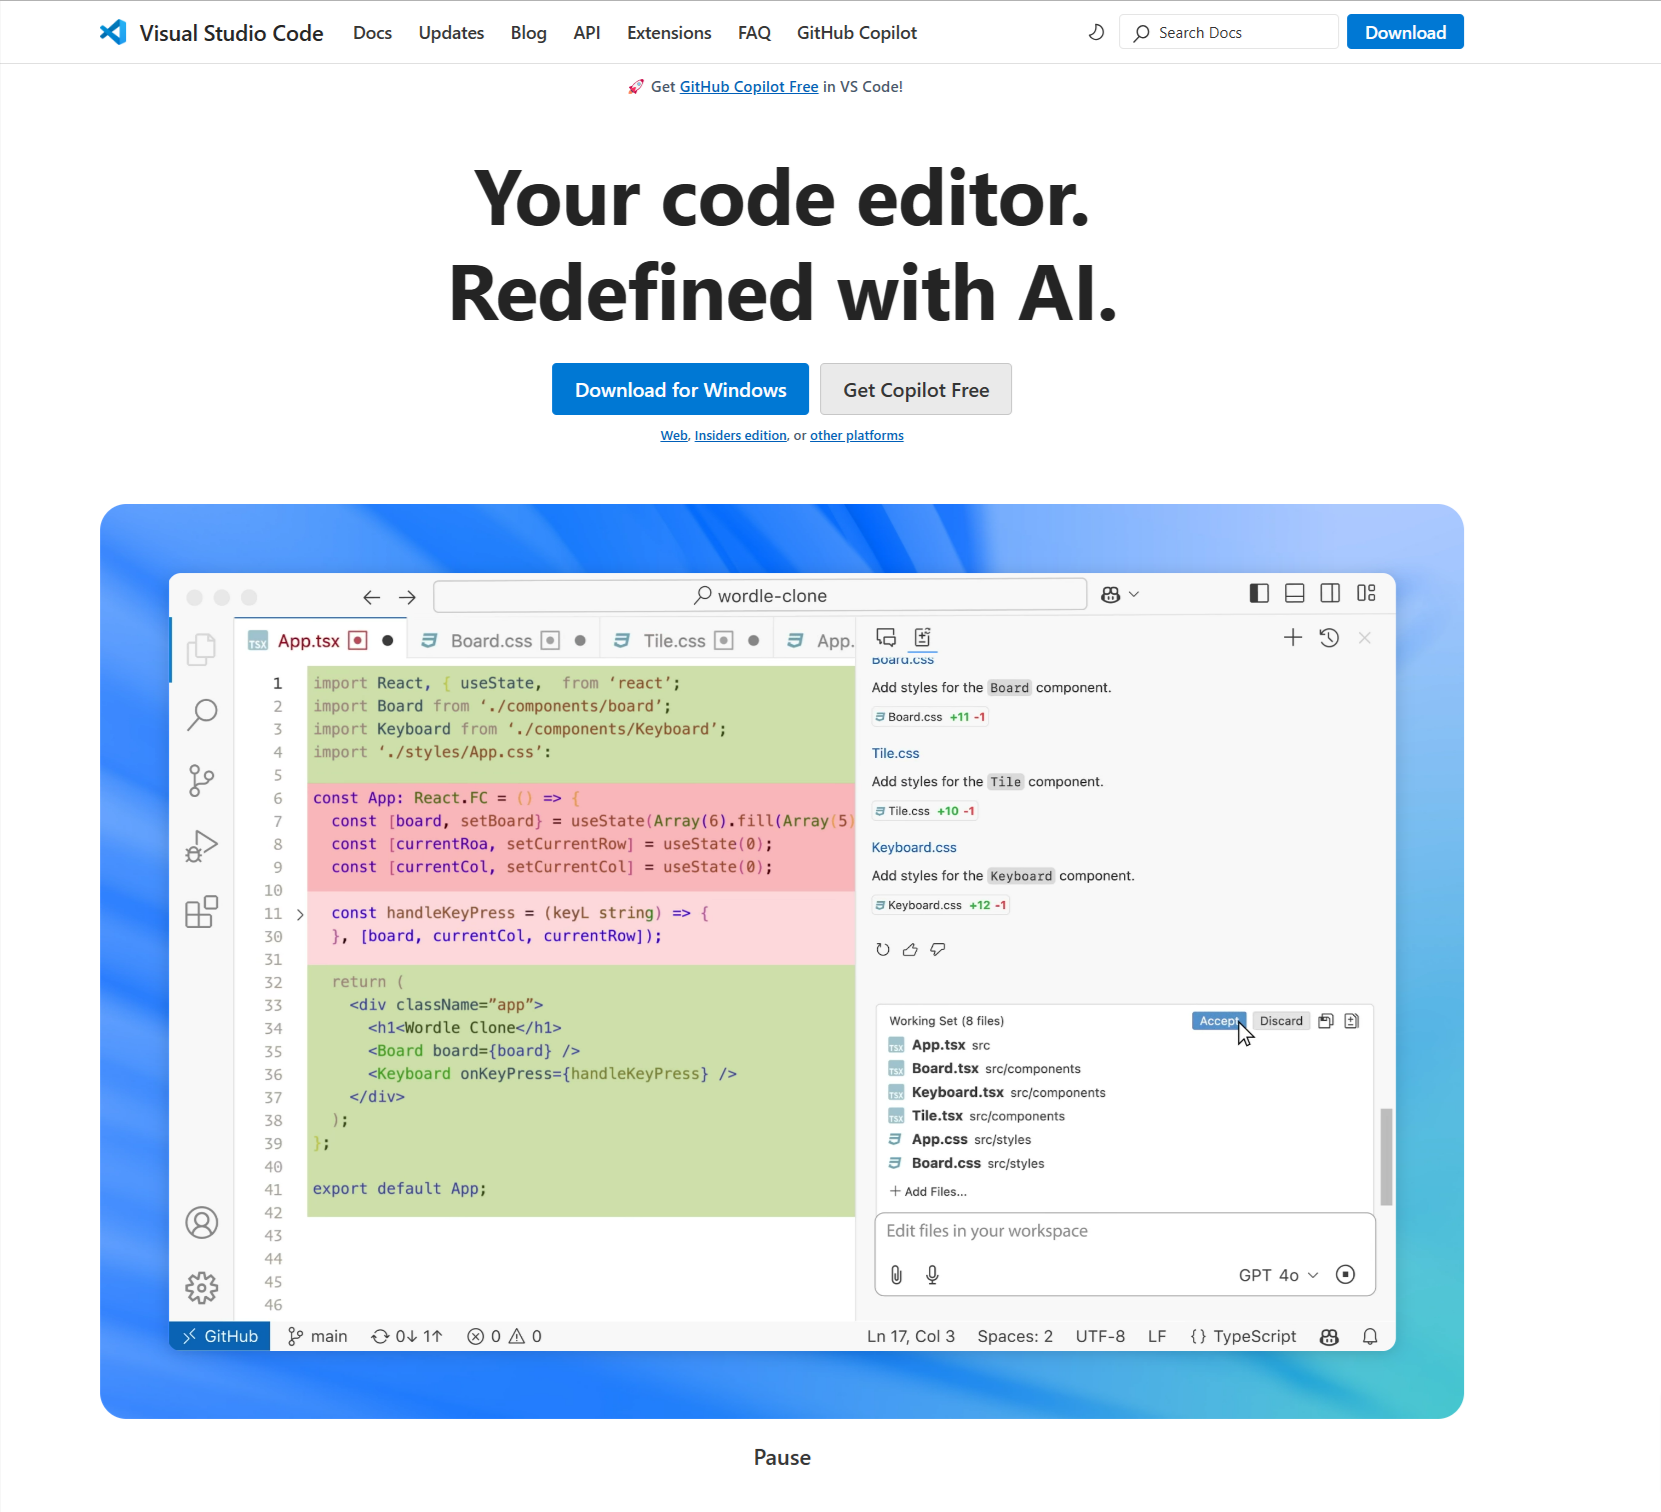 Visual Studio Code Docs Updates Blog API Extensions FAQ GitHub Copilot Search Docs Download
🚀 Get GitHub Copilot Free in VS Code!
Your code editor.
Redefined with AI.
Download for Windows Get Copilot Free
Web, Insiders edition, or other platforms
wordle-clone
TSX App.tsx Board.css Tile.css App.
1 import React, { useState,  from ‘react’;
2 import Board from ‘./components/board’;
3 import Keyboard from ‘./components/Keyboard’;
4 import ‘./styles/App.css’:
5
6 const App: React.FC = () => {
7 const [board, setBoard} = useState(Array(6).fill(Array(5)
8 const [currentRoa, setCurrentRow] = useState(0);
9 const [currentCol, setCurrentCol] = useState(0);
10
11 const handleKeyPress = (keyL string) => {
30 }, [board, currentCol, currentRow]);
31
32 return (
33 <div className=”app”>
34 <h1<Wordle Clone</h1>
35 <Board board={board} />
36 <Keyboard onKeyPress={handleKeyPress} />
37 </div>
38 );
39 };
40
41 export default App;
42
43
44
45
46
Board.css
Add styles for the Board component.
Board.css +11 -1
Tile.css
Add styles for the Tile component.
Tile.css +10 -1
Keyboard.css
Add styles for the Keyboard component.
Keyboard.css +12 -1
Working Set (8 files) Accept Discard
TSX App.tsx src
TSX Board.tsx src/components
TSX Keyboard.tsx src/components
TSX Tile.tsx src/components
App.css src/styles
Board.css src/styles
+ Add Files...
Edit files in your workspace
GPT 4o
GitHub main 0↓ 1↑ 0 0 Ln 17, Col 3 Spaces: 2 UTF-8 LF {} TypeScript
Pause